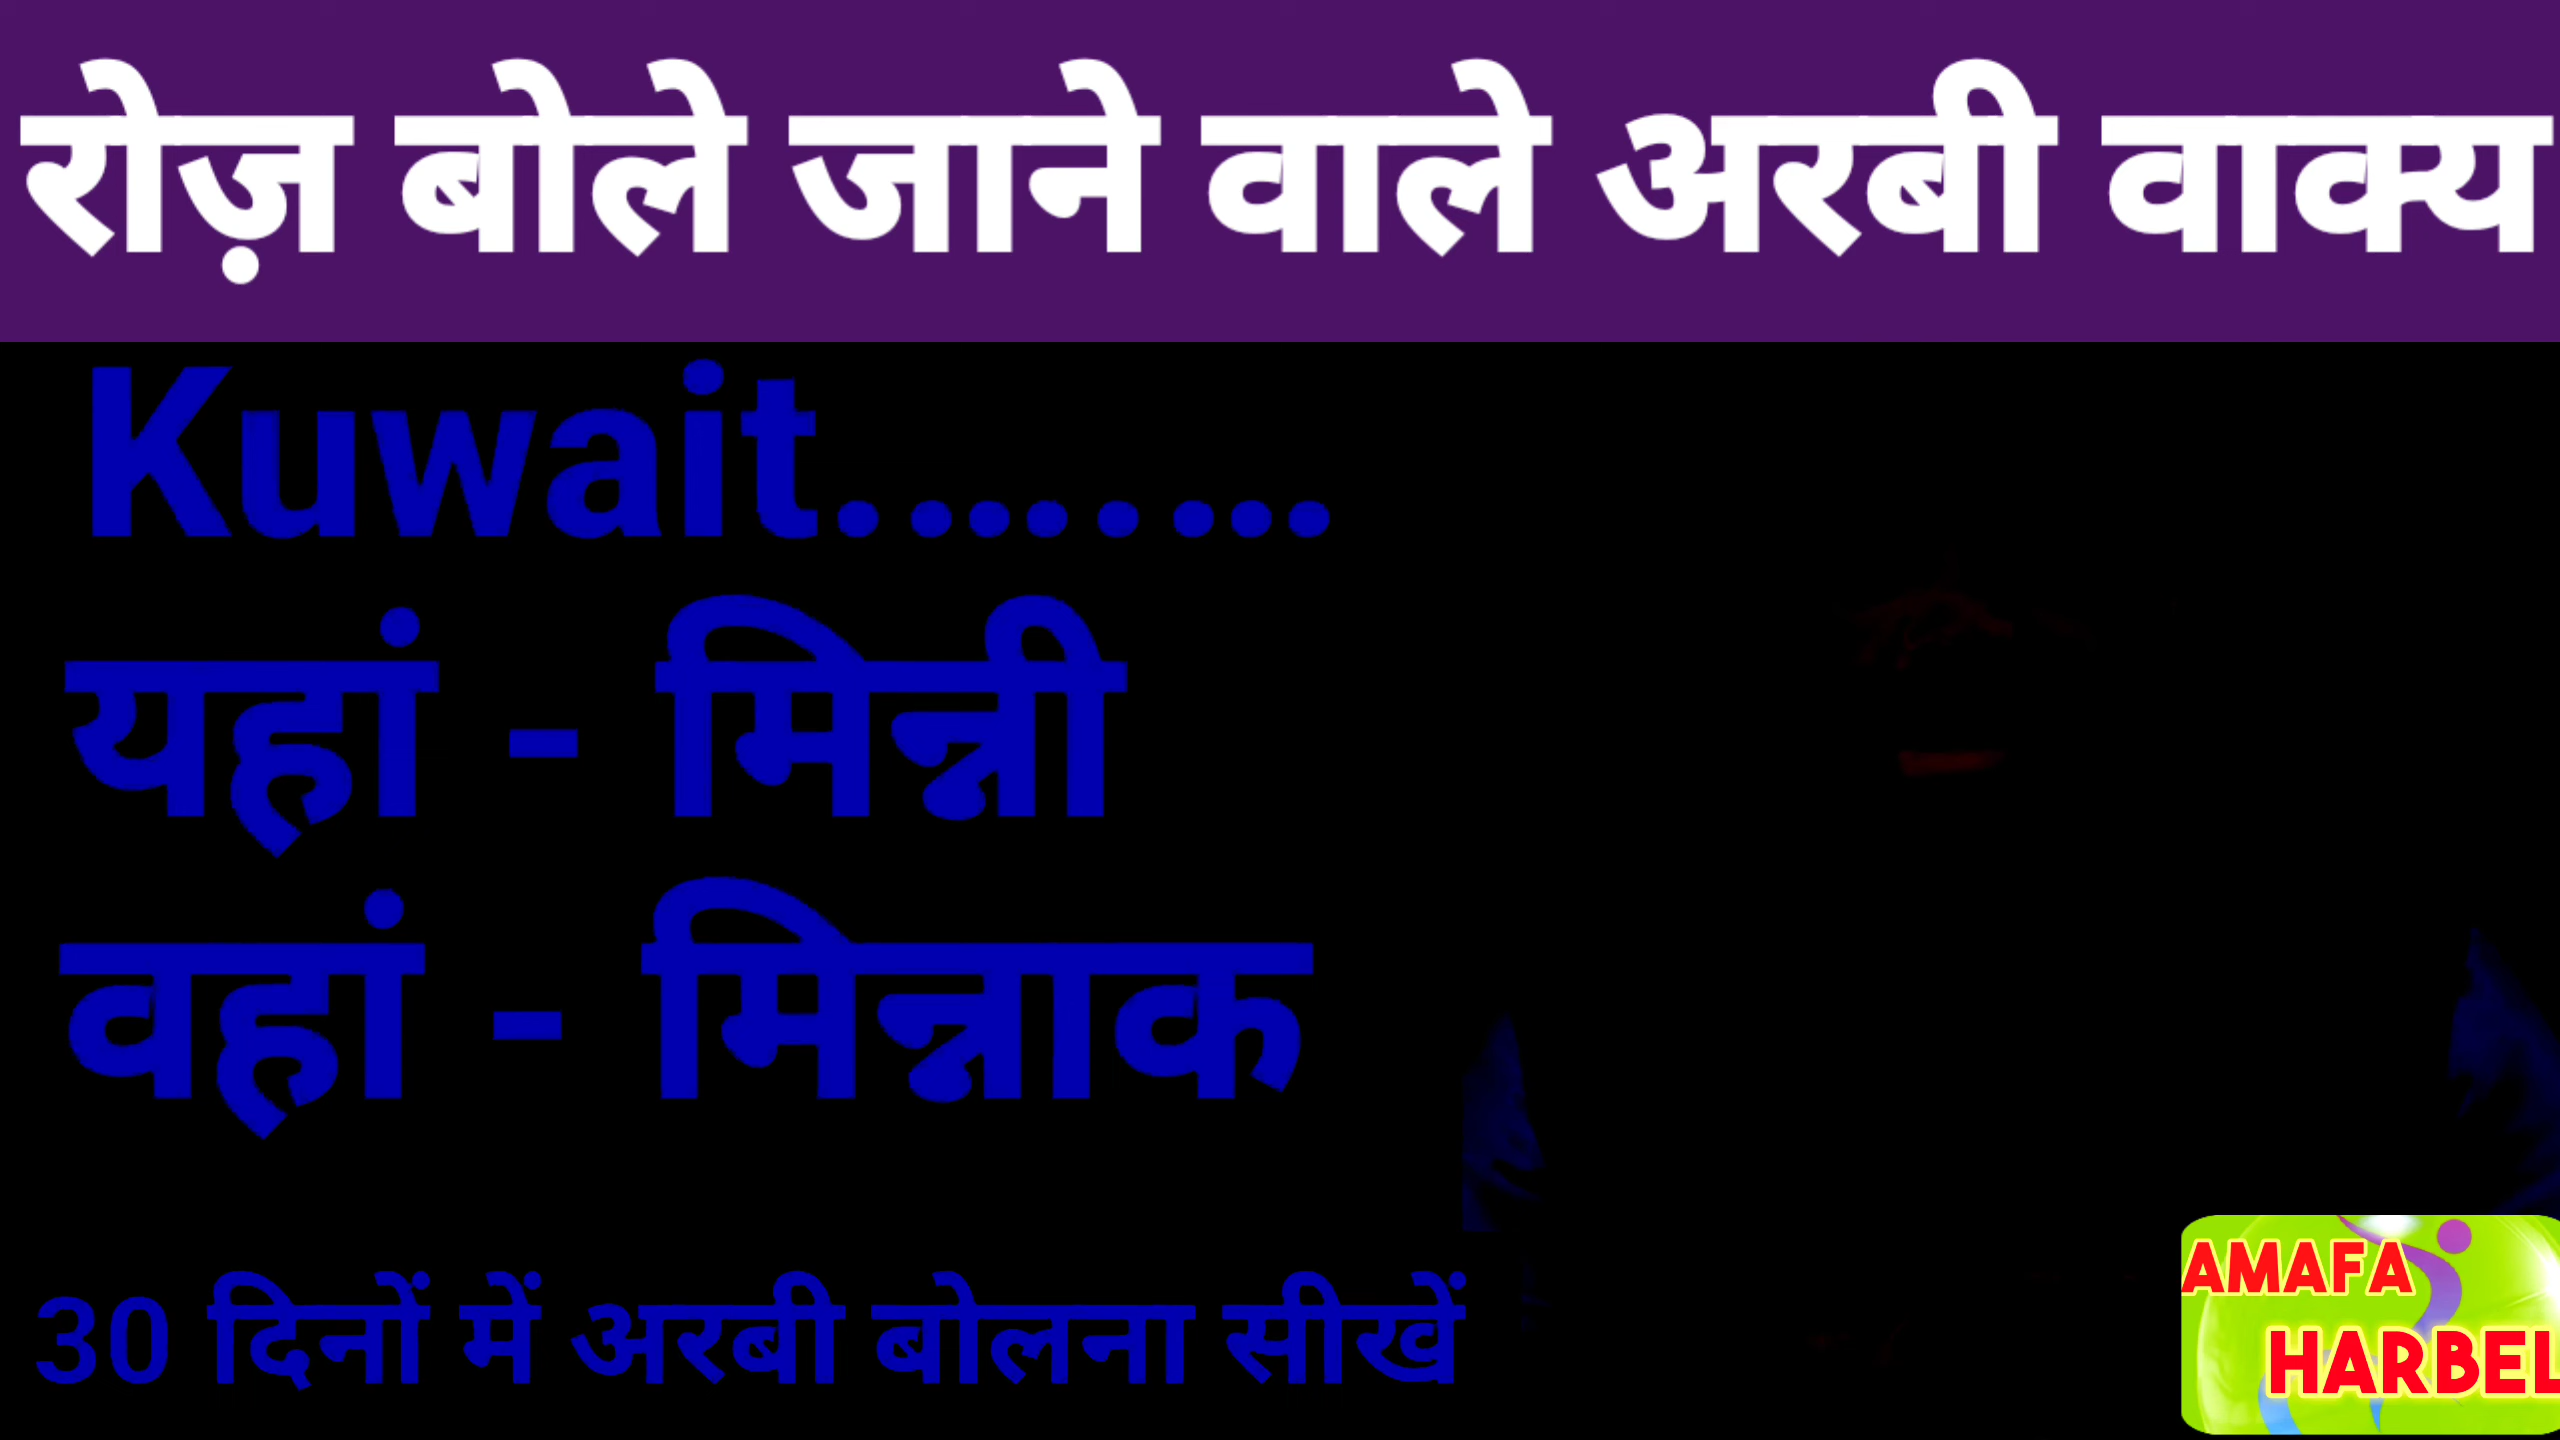 रोज़ बोले जाने वाले अरबी वाक्य
Kuwait........
यहां - मिन्नी
वहां - मिन्नाक
30 दिनों में अरबी बोलना सीखें
AMAFA
HARBEL